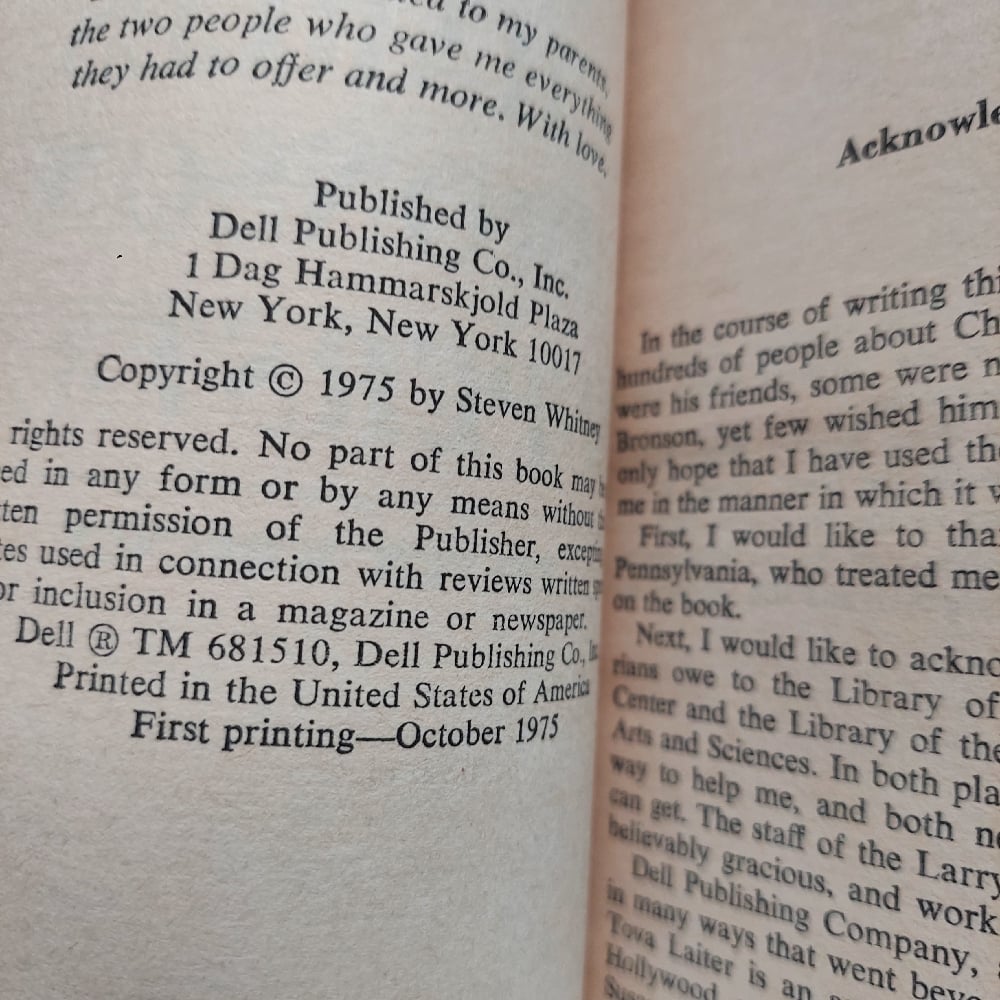 to my parents,
the two people who gave me everything
they had to offer and more. With love.
Published by
Dell Publishing Co., Inc.
1 Dag Hammarskjold Plaza
New York, New York 10017
Copyright © 1975 by Steven Whitney
rights reserved. No part of this book may
ed in any form or by any means without
ten permission of the Publisher, except
tes used in connection with reviews written
or inclusion in a magazine or newspaper.
Dell ® TM 681510, Dell Publishing Co.,
Printed in the United States of America
First printing—October 1975
Acknowle
In the course of writing thi
hundreds of people about Ch
were his friends, some were n
Bronson, yet few wished him
only hope that I have used th
me in the manner in which it w
First, I would like to tha
Pennsylvania, who treated me
on the book.
Next, I would like to ackno
rians owe to the Library of
Center and the Library of the
Arts and Sciences. In both pla
way to help me, and both n
can get. The staff of the Larry
believably gracious, and work
Dell Publishing Company,
in many ways that went beyo
Tova Laiter is an
Hollywood